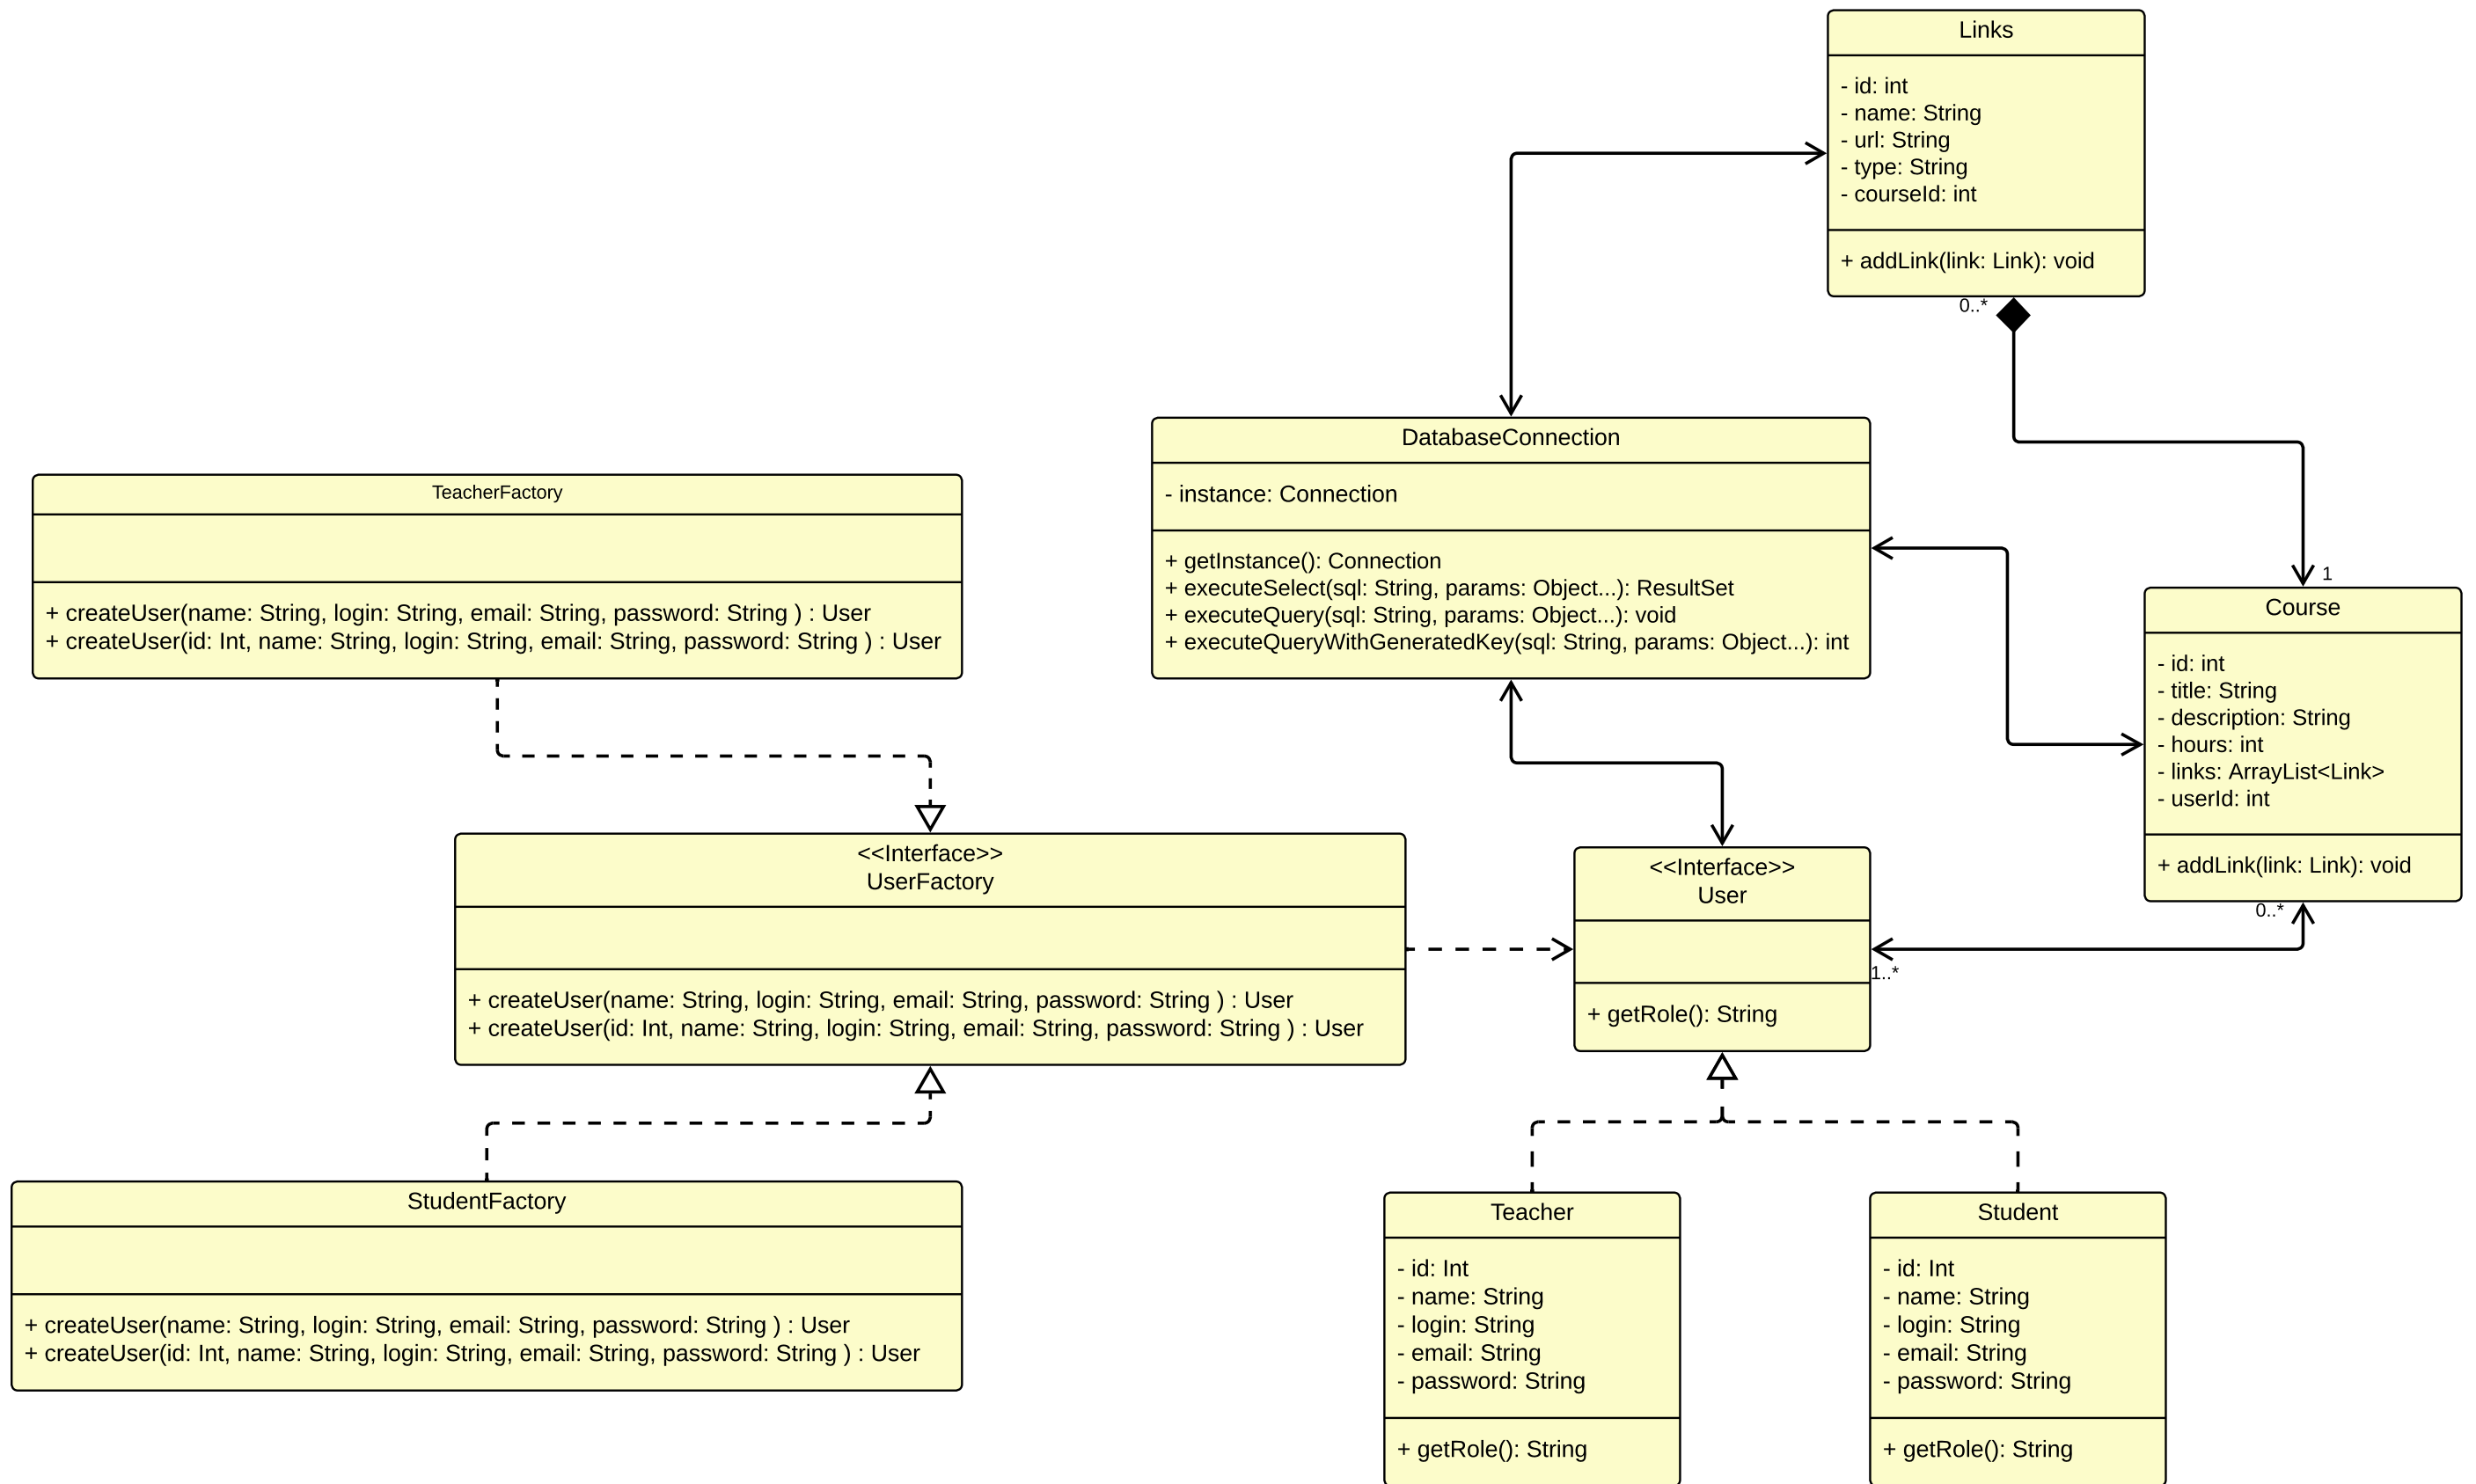 Links
- id: int
- name: String
- url: String
- type: String
- courseId: int
+ addLink(link: Link): void
0..*
DatabaseConnection
- instance: Connection
+ getInstance(): Connection
+ executeSelect(sql: String, params: Object...): ResultSet
+ executeQuery(sql: String, params: Object...): void
+ executeQueryWithGeneratedKey(sql: String, params: Object...): int
TeacherFactory
+ createUser(name: String, login: String, email: String, password: String ) : User
+ createUser(id: Int, name: String, login: String, email: String, password: String ) : User
1
Course
- id: int
- title: String
- description: String
- hours: int
- links: ArrayList<Link>
- userId: int
+ addLink(link: Link): void
0..*
<<Interface>>
UserFactory
+ createUser(name: String, login: String, email: String, password: String ) : User
+ createUser(id: Int, name: String, login: String, email: String, password: String ) : User
<<Interface>>
User
+ getRole(): String
1..*
StudentFactory
+ createUser(name: String, login: String, email: String, password: String ) : User
+ createUser(id: Int, name: String, login: String, email: String, password: String ) : User
Teacher
- id: Int
- name: String
- login: String
- email: String
- password: String
+ getRole(): String
Student
- id: Int
- name: String
- login: String
- email: String
- password: String
+ getRole(): String